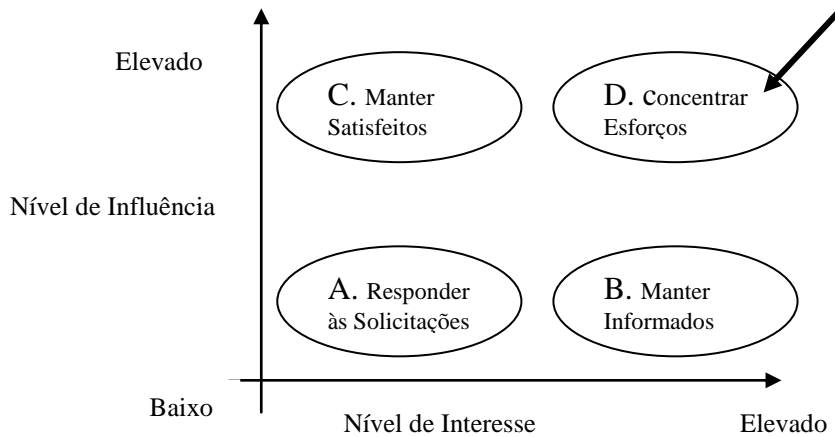 Elevado
C. Manter
Satisfeitos
D. Concentrar
Esforços
Nível de Influência
A. Responder
às Solicitações
B. Manter
Informados
Baixo
Nível de Interesse
Elevado